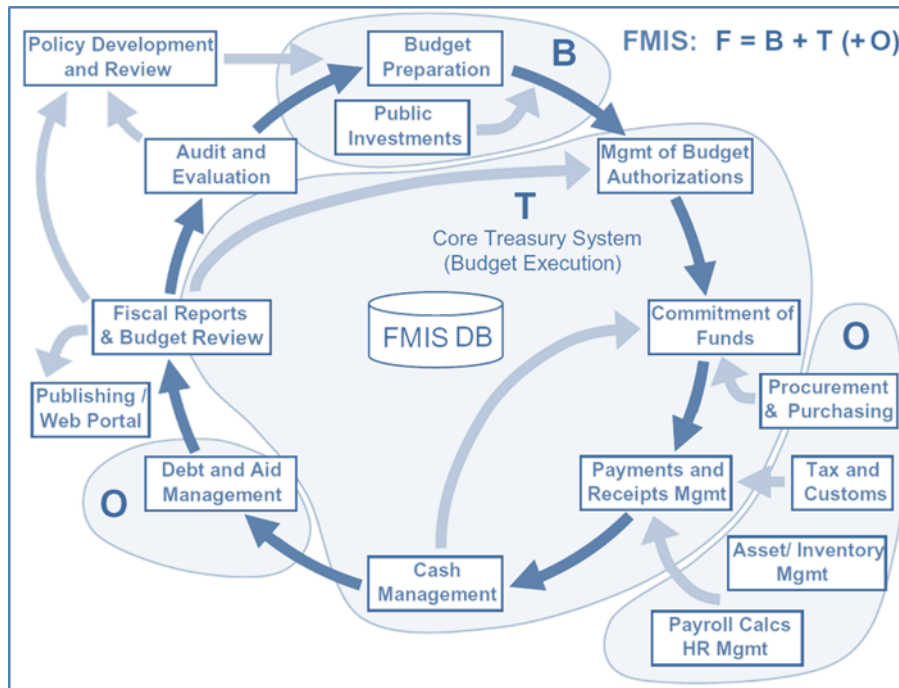 FMIS: F = B + T (+ O)
Policy Development
and Review
Budget
Preparation
B
Public
Investments
Audit and
Evaluation
Mgmt of Budget
Authorizations
T
Core Treasury System
(Budget Execution)
Fiscal Reports
& Budget Review
FMIS DB
Commitment of
Funds
O
Publishing /
Web Portal
Procurement
& Purchasing
Debt and Aid
Management
O
Payments and
Receipts Mgmt
Tax and
Customs
Cash
Management
Asset/ Inventory
Mgmt
Payroll Calcs
HR Mgmt